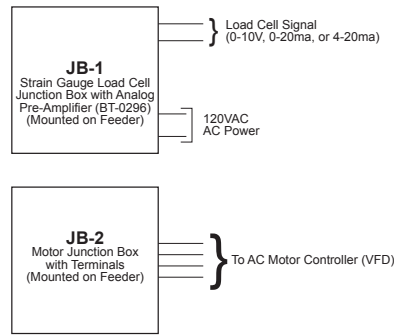 JB-1
Strain Gauge Load Cell
Junction Box with Analog
Pre-Amplifier (BT-0296)
(Mounted on Feeder)
Load Cell Signal
(0-10V, 0-20ma, or 4-20ma)
120VAC
AC Power
JB-2
Motor Junction Box
with Terminals
(Mounted on Feeder)
To AC Motor Controller (VFD)